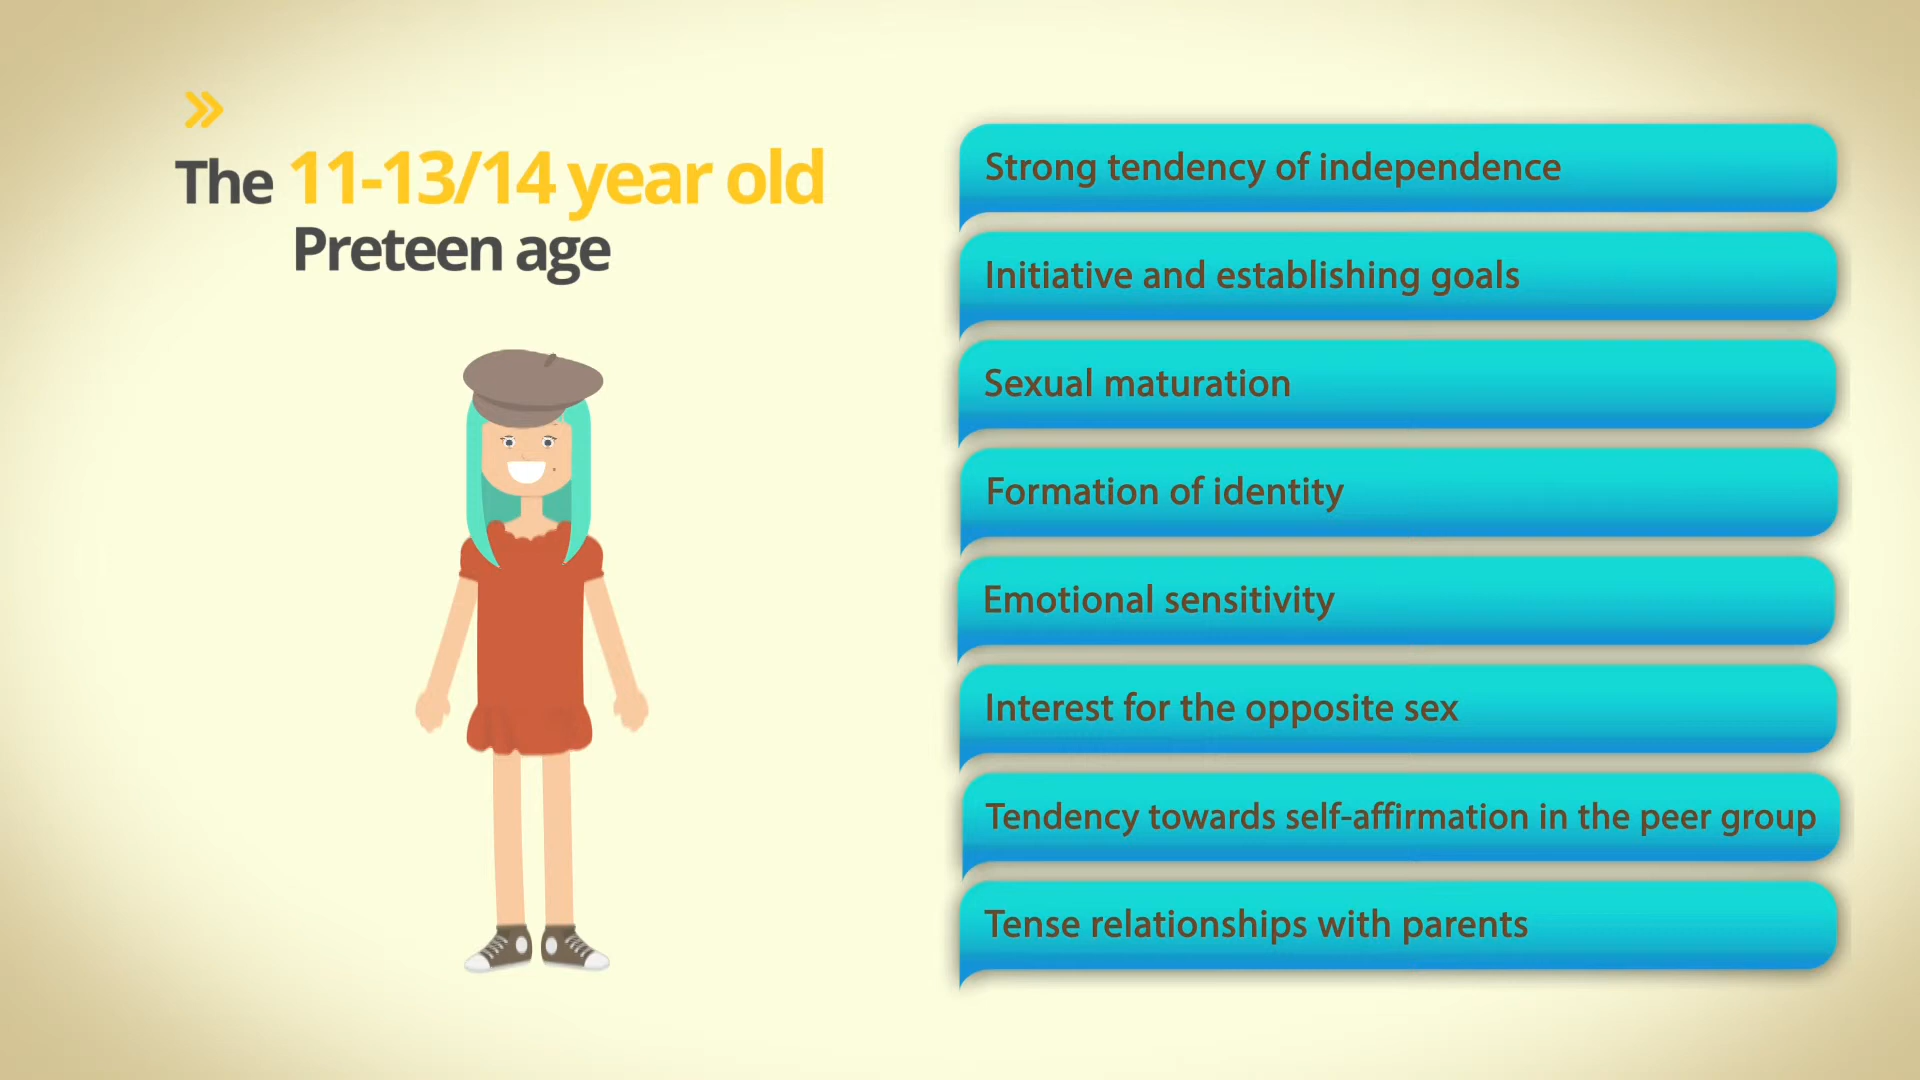 The 11-13/14 year old
Preteen age
Strong tendency of independence
Initiative and establishing goals
Sexual maturation
Formation of identity
Emotional sensitivity
Interest for the opposite sex
Tendency towards self-affirmation in the peer group
Tense relationships with parents